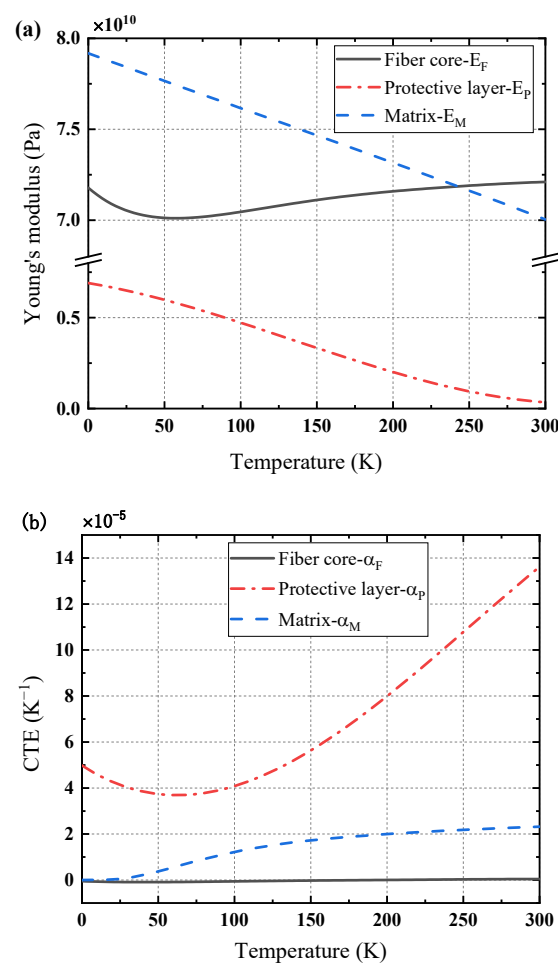 (a)
×10¹⁰
8.0
7.5
7.0
0.5
0.0
Young's modulus (Pa)
Fiber core-E_F
Protective layer-E_P
Matrix-E_M
0 50 100 150 200 250 300
Temperature (K)
(b)
×10⁻⁵
14
12
10
8
6
4
2
0
CTE (K⁻¹)
Fiber core-α_F
Protective layer-α_P
Matrix-α_M
0 50 100 150 200 250 300
Temperature (K)